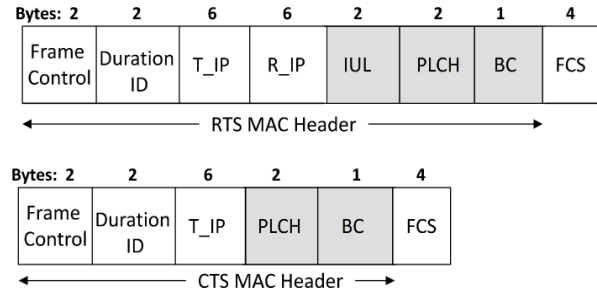 Bytes: 2 2 6 6 2 2 1 4
Frame Control Duration ID T_IP R_IP IUL PLCH BC FCS
RTS MAC Header
Bytes: 2 2 6 2 1 4
Frame Control Duration ID T_IP PLCH BC FCS
CTS MAC Header